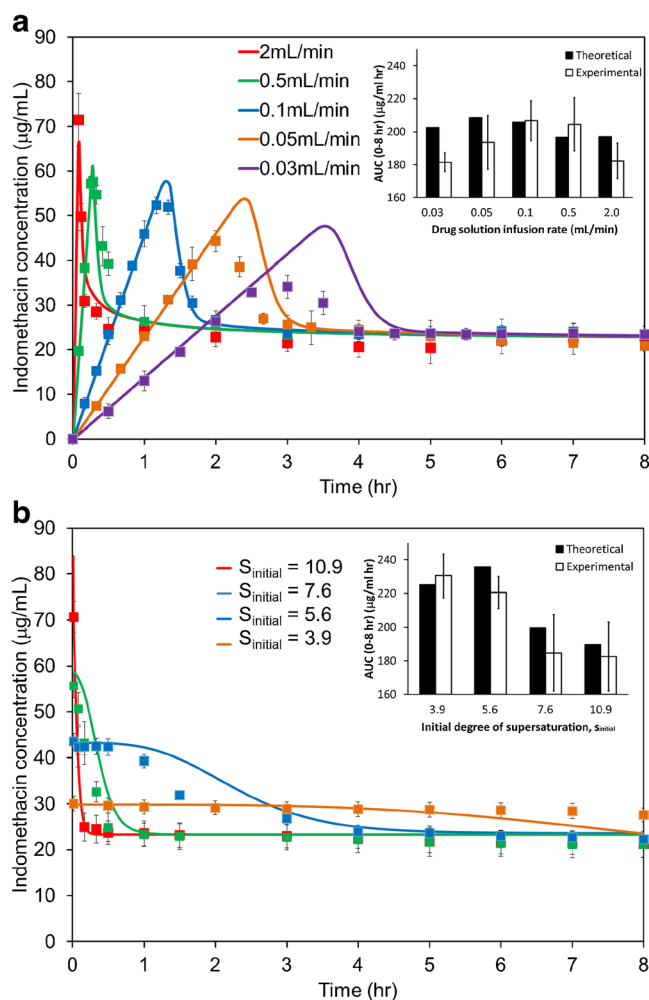 a
90
80
70
60
50
40
30
20
10
0
Indomethacin concentration (µg/mL)
0 1 2 3 4 5 6 7 8
Time (hr)
2mL/min
0.5mL/min
0.1mL/min
0.05mL/min
0.03mL/min
240
220
200
180
160
AUC (0-8 hr) (µg/ml hr)
Theoretical
Experimental
0.03 0.05 0.1 0.5 2.0
Drug solution infusion rate (mL/min)
b
90
80
70
60
50
40
30
20
10
0
Indomethacin concentration (µg/mL)
0 1 2 3 4 5 6 7 8
Time (hr)
Sinitial = 10.9
Sinitial = 7.6
Sinitial = 5.6
Sinitial = 3.9
240
220
200
180
160
AUC (0-8 hr) (µg/ml hr)
Theoretical
Experimental
3.9 5.6 7.6 10.9
Initial degree of supersaturation, sinitial